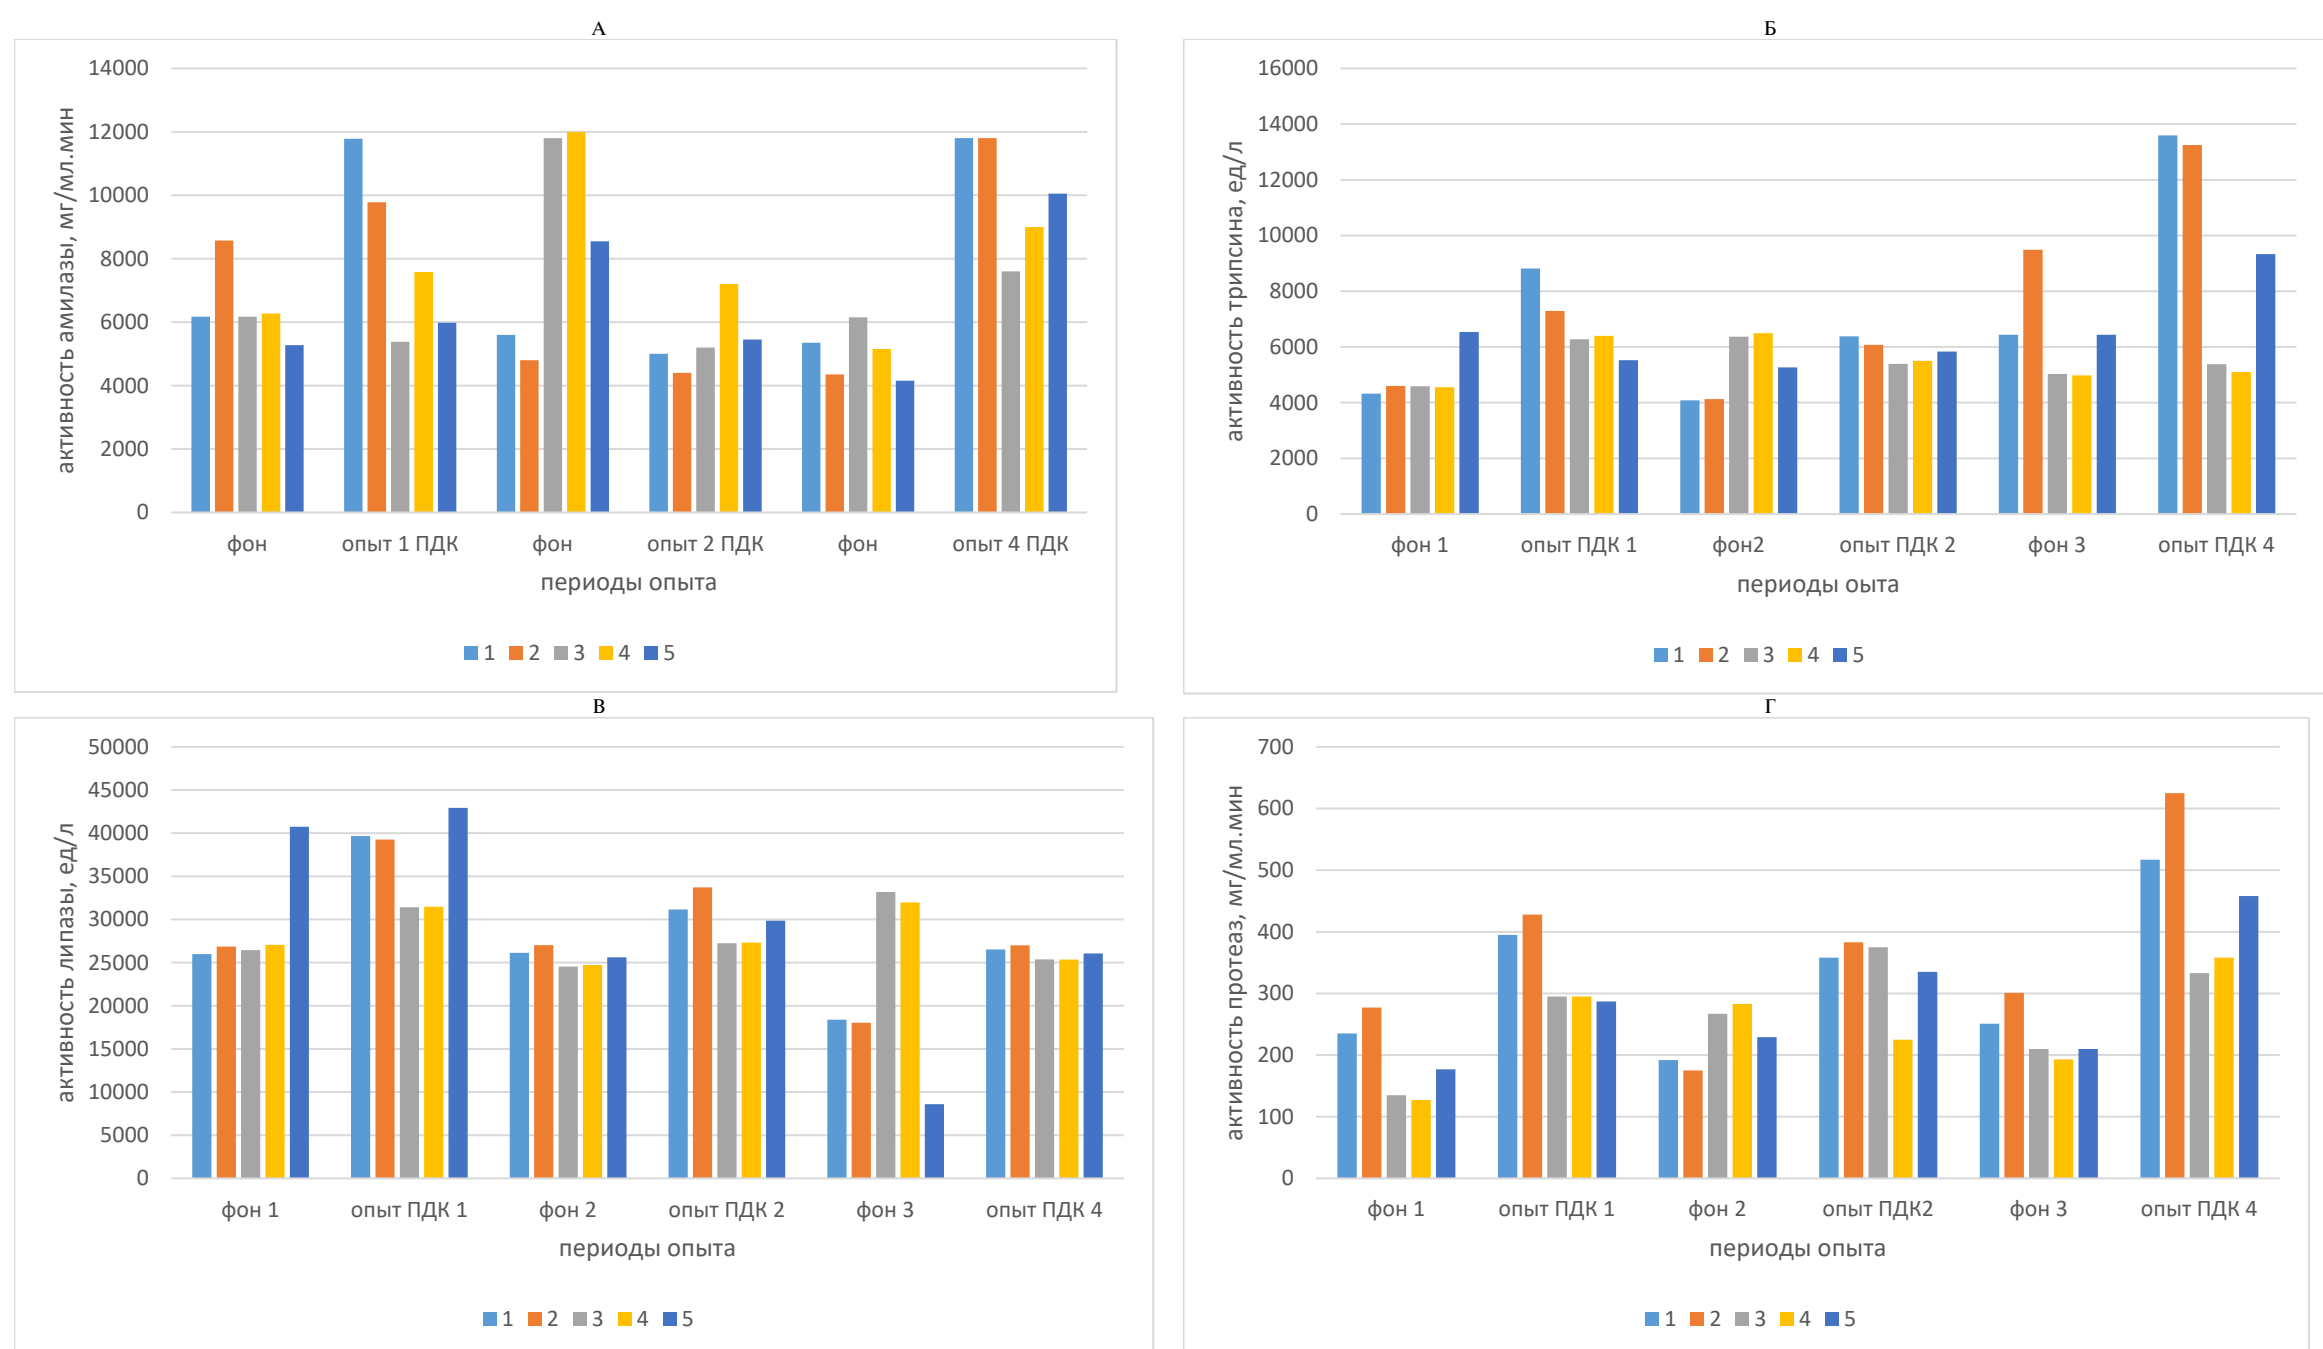 А
14000
12000
10000
8000
6000
4000
2000
0
активность амилазы, мг/мл.мин
фон опыт 1 ПДК фон опыт 2 ПДК фон опыт 4 ПДК
периоды опыта
1 2 3 4 5
Б
16000
14000
12000
10000
8000
6000
4000
2000
0
активность трипсина, ед/л
фон 1 опыт ПДК 1 фон2 опыт ПДК 2 фон 3 опыт ПДК 4
периоды оыта
1 2 3 4 5
В
50000
45000
40000
35000
30000
25000
20000
15000
10000
5000
0
активность липазы, ед/л
фон 1 опыт ПДК 1 фон 2 опыт ПДК 2 фон 3 опыт ПДК 4
периоды опыта
1 2 3 4 5
Г
700
600
500
400
300
200
100
0
активность протеаз, мг/мл.мин
фон 1 опыт ПДК 1 фон 2 опыт ПДК2 фон 3 опыт ПДК 4
периоды опыта
1 2 3 4 5